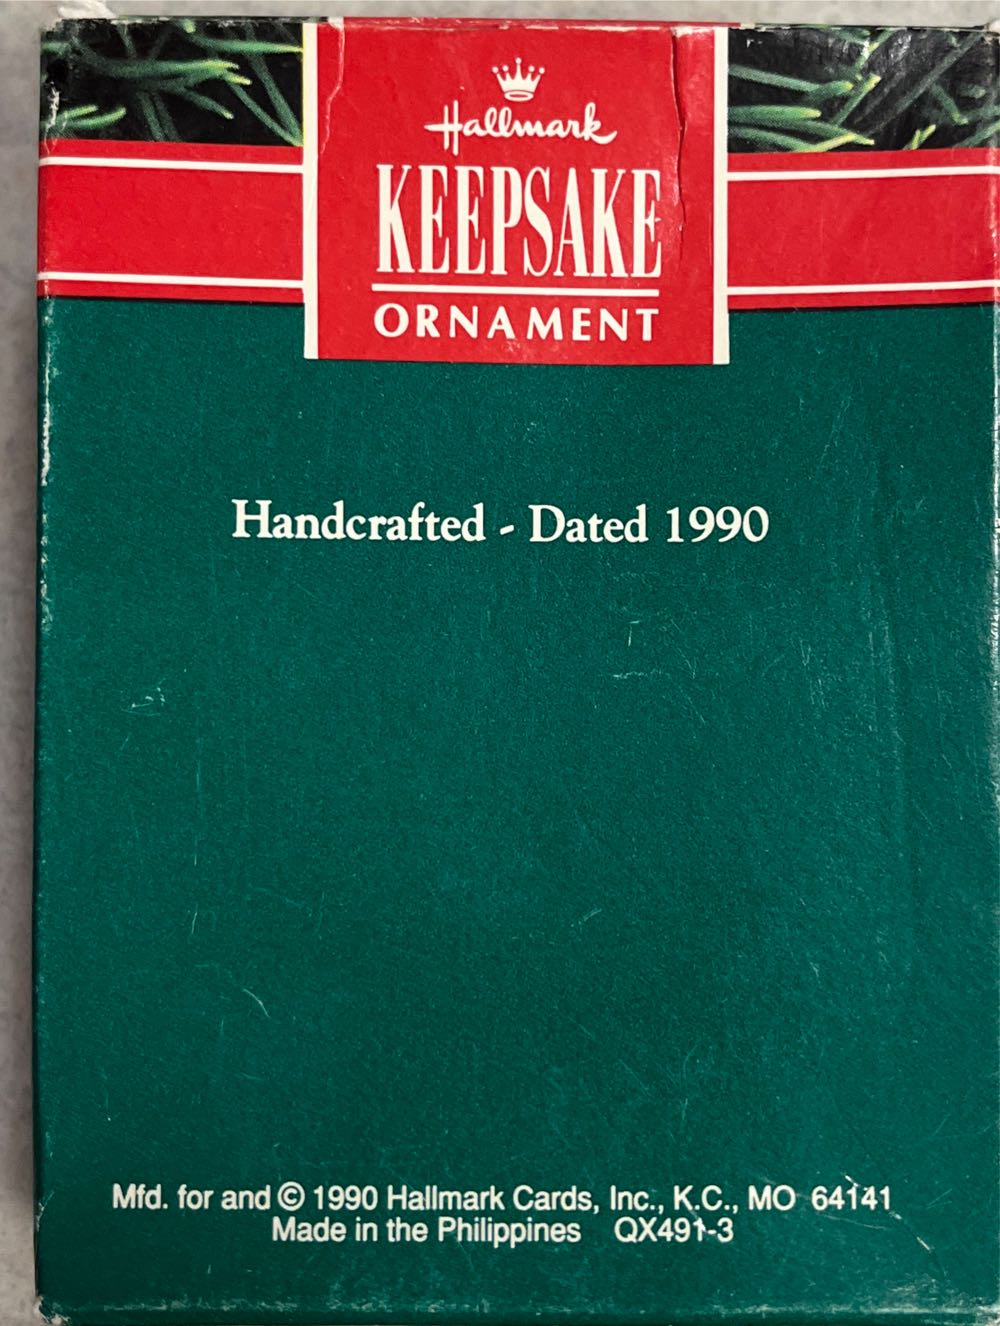 Hallmark
KEEPSAKE
ORNAMENT
Handcrafted - Dated 1990
Mfd. for and © 1990 Hallmark Cards, Inc., K.C., MO 64141
Made in the Philippines QX491-3